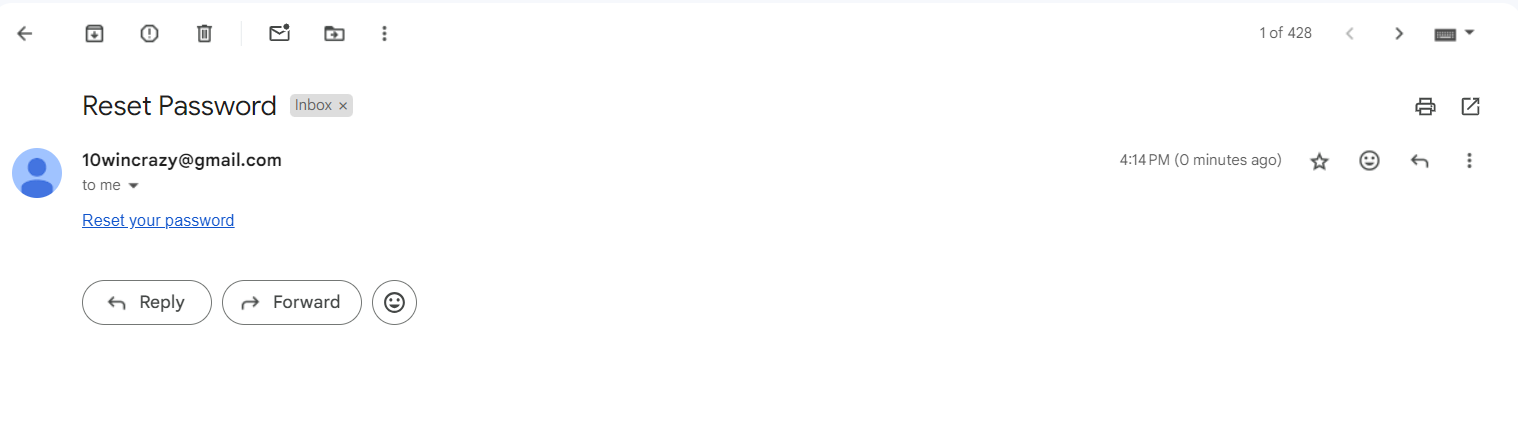 1 of 428
Reset Password Inbox ×
10wincrazy@gmail.com 4:14 PM (0 minutes ago)
to me
Reset your password
Reply Forward